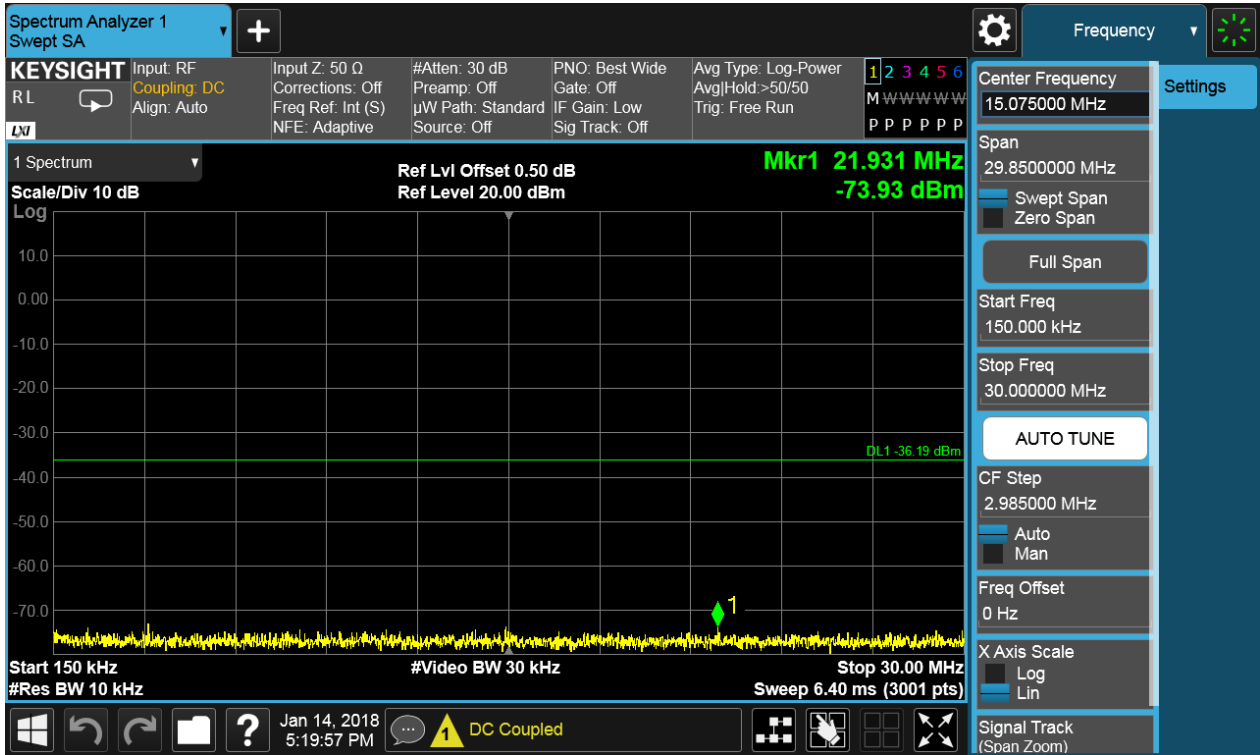 Spectrum Analyzer 1
Swept SA
+
Frequency
KEYSIGHT
RL
LXI
Input: RF
Coupling: DC
Align: Auto
Input Z: 50 Ω
Corrections: Off
Freq Ref: Int (S)
NFE: Adaptive
#Atten: 30 dB
Preamp: Off
µW Path: Standard
Source: Off
PNO: Best Wide
Gate: Off
IF Gain: Low
Sig Track: Off
Avg Type: Log-Power
Avg|Hold:>50/50
Trig: Free Run
1 2 3 4 5 6
M W W W W W
P P P P P P
1 Spectrum
Scale/Div 10 dB
Log
Ref Lvl Offset 0.50 dB
Ref Level 20.00 dBm
Mkr1 21.931 MHz
-73.93 dBm
10.0
0.00
-10.0
-20.0
-30.0
DL1 -36.19 dBm
-40.0
-50.0
-60.0
-70.0
1
Start 150 kHz
#Video BW 30 kHz
Stop 30.00 MHz
#Res BW 10 kHz
Sweep 6.40 ms (3001 pts)
Settings
Center Frequency
15.075000 MHz
Span
29.8500000 MHz
Swept Span
Zero Span
Full Span
Start Freq
150.000 kHz
Stop Freq
30.000000 MHz
AUTO TUNE
CF Step
2.985000 MHz
Auto
Man
Freq Offset
0 Hz
X Axis Scale
Log
Lin
Signal Track
(Span Zoom)
?
Jan 14, 2018
5:19:57 PM
1
DC Coupled